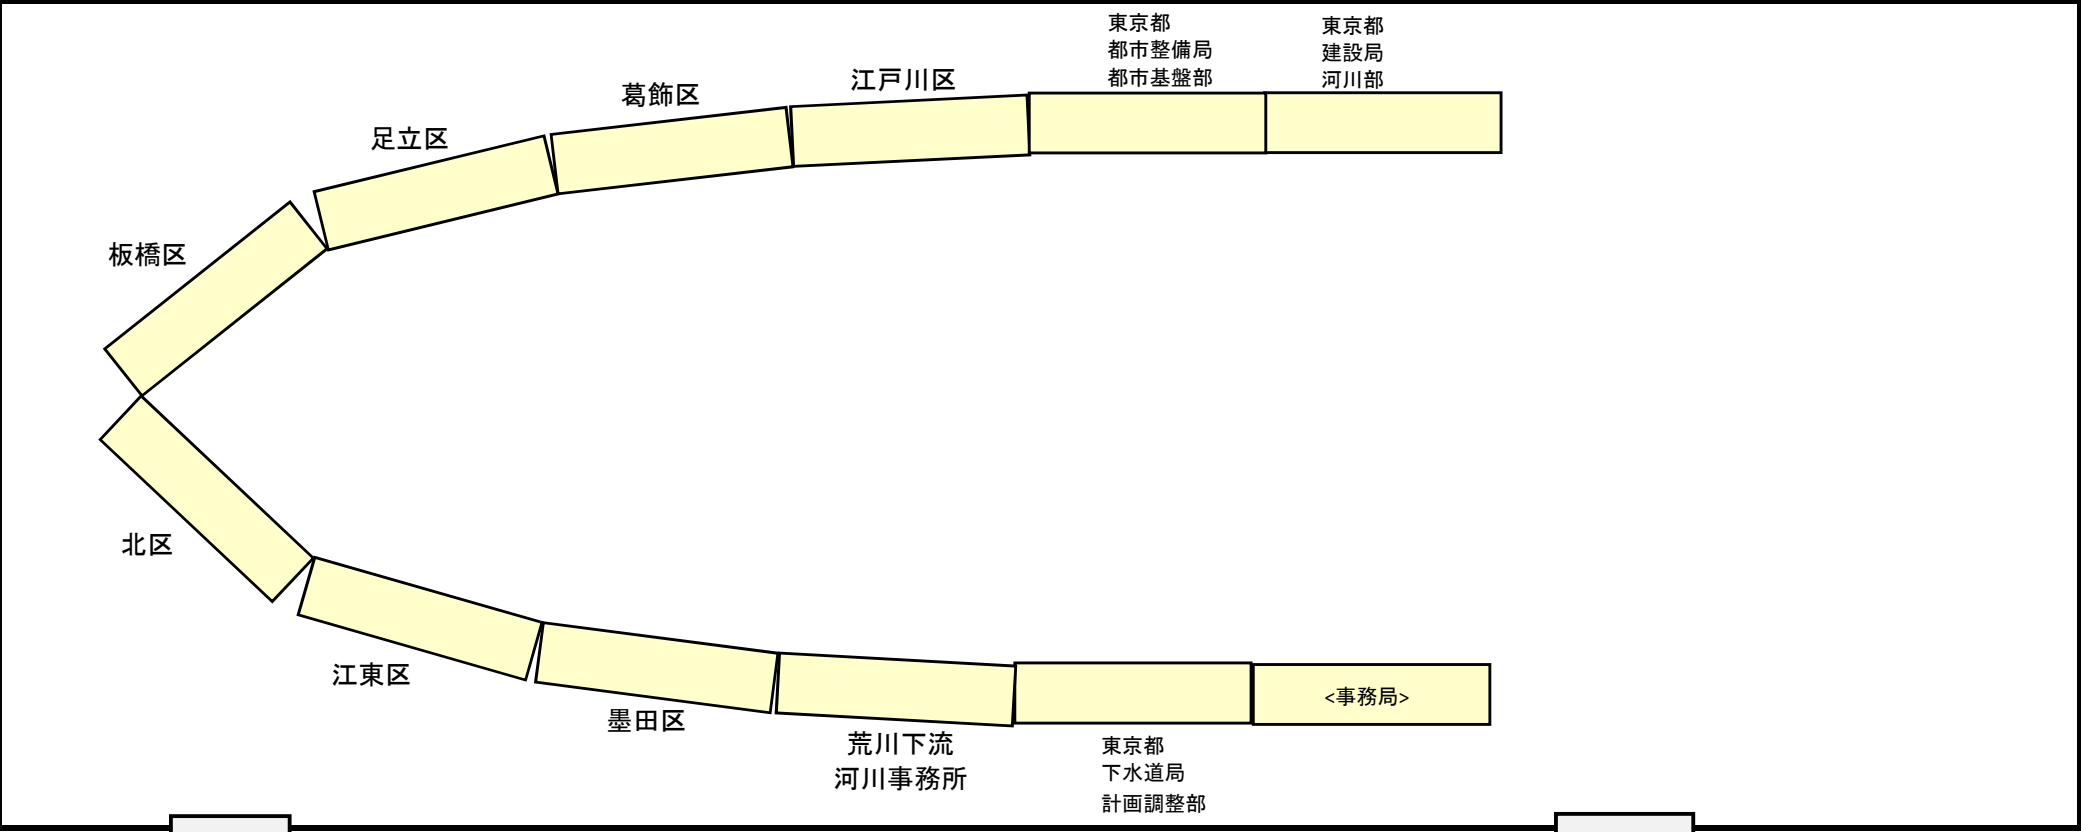 東京都
都市整備局
都市基盤部
東京都
建設局
河川部
江戸川区
葛飾区
足立区
板橋区
北区
江東区
墨田区
荒川下流
河川事務所
東京都
下水道局
計画調整部
<事務局>